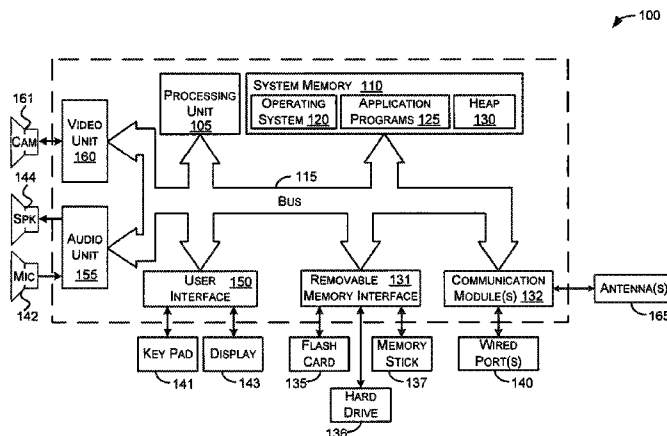 100
161
CAM
VIDEO
UNIT
160
144
SPK
AUDIO
UNIT
155
MIC
142
PROCESSING
UNIT
105
SYSTEM MEMORY 110
OPERATING
SYSTEM 120
APPLICATION
PROGRAMS 125
HEAP
130
115
BUS
USER 150
INTERFACE
REMOVABLE 131
MEMORY INTERFACE
COMMUNICATION
MODULE(S) 132
ANTENNA(S)
165
KEY PAD
141
DISPLAY
143
FLASH
CARD
135
HARD
DRIVE
136
MEMORY
STICK
137
WIRED
PORT(S)
140